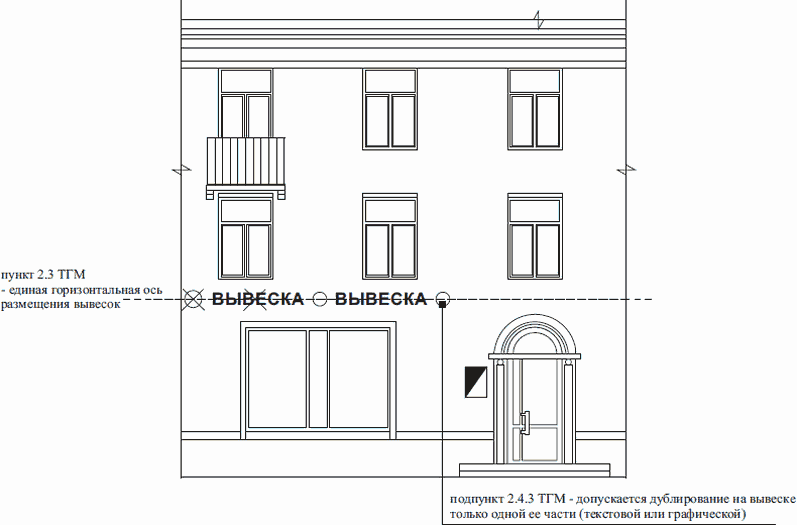 пункт 2.3 ТГМ
- единая горизонтальная ось
размещения вывесок
ВЫВЕСКА ВЫВЕСКА
подпункт 2.4.3 ТГМ - допускается дублирование на вывеске
только одной ее части (текстовой или графической)